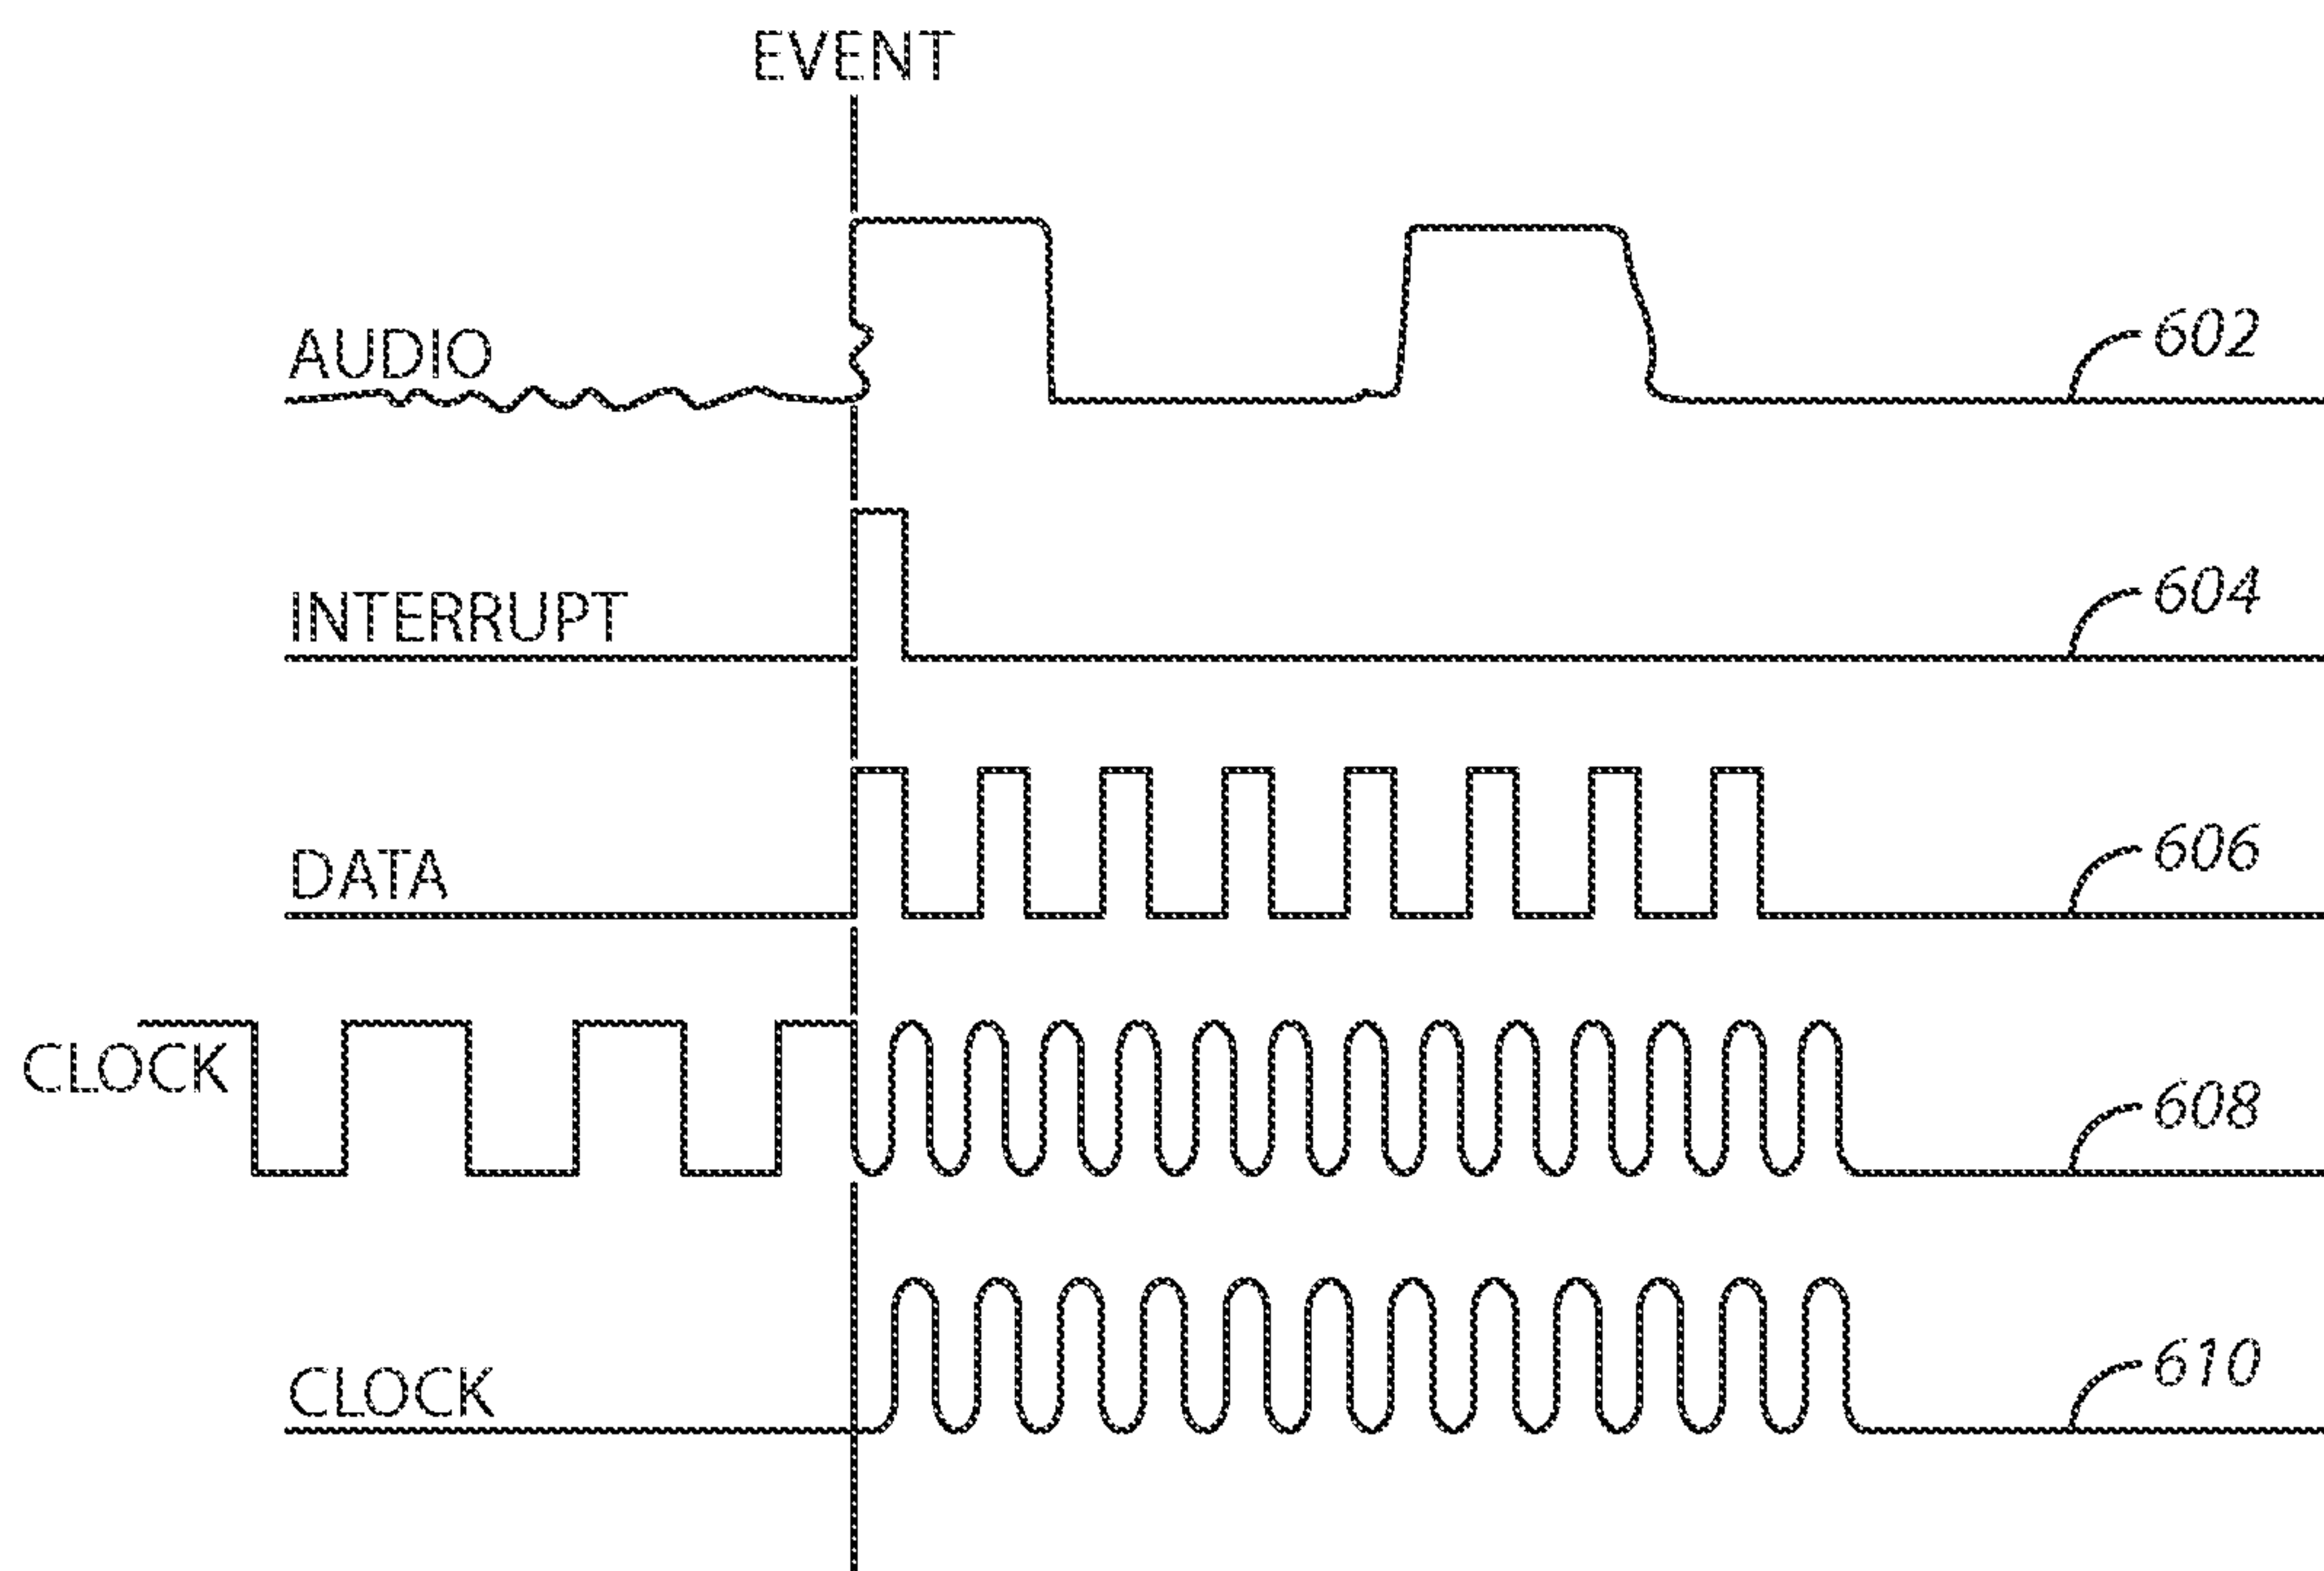 EVENT
AUDIO
602
INTERRUPT
604
DATA
606
CLOCK
608
CLOCK
610